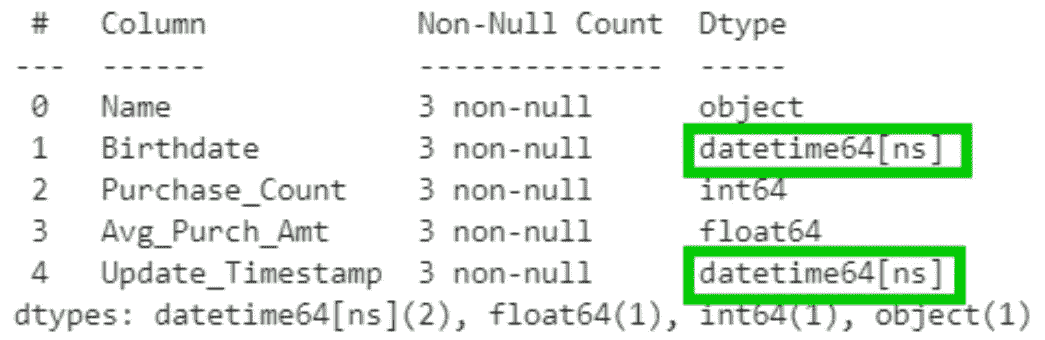 #   Column            Non-Null Count  Dtype
---  ------            --------------  -----
0   Name              3 non-null      object
1   Birthdate         3 non-null      datetime64[ns]
2   Purchase_Count    3 non-null      int64
3   Avg_Purch_Amt     3 non-null      float64
4   Update_Timestamp  3 non-null      datetime64[ns]
dtypes: datetime64[ns](2), float64(1), int64(1), object(1)